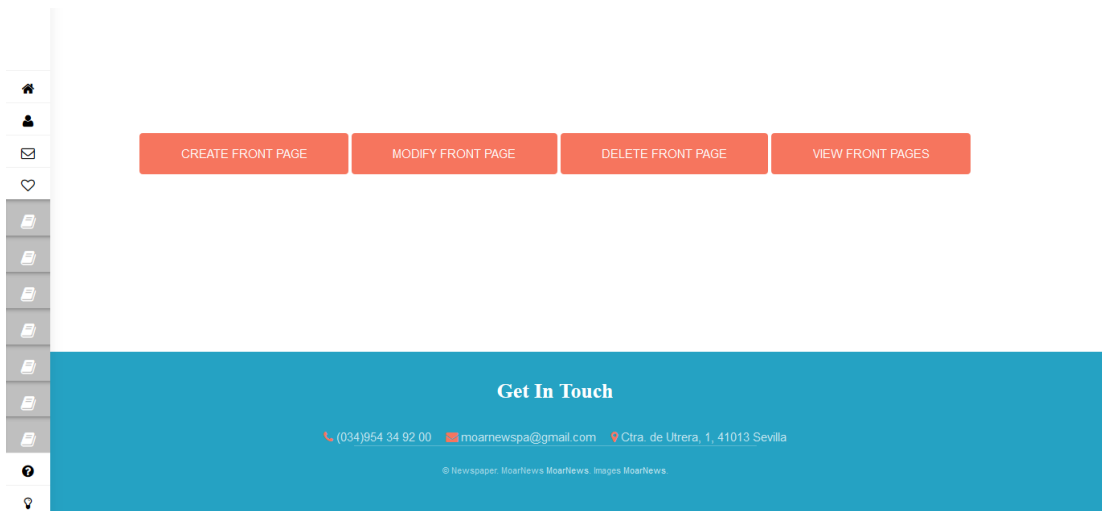 CREATE FRONT PAGE MODIFY FRONT PAGE DELETE FRONT PAGE VIEW FRONT PAGES
Get In Touch
(034)954 34 92 00 moarnewspa@gmail.com Ctra. de Utrera, 1, 41013 Sevilla
© Newspaper. MoarNews MoarNews. Images MoarNews.